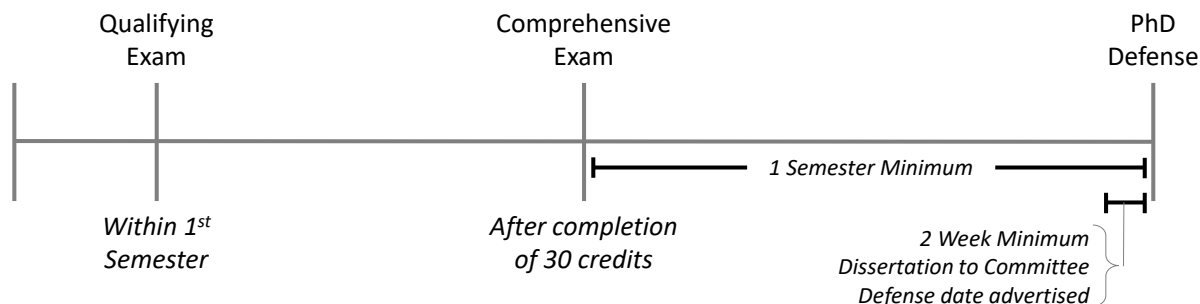 Qualifying
Exam
Comprehensive
Exam
PhD
Defense
1 Semester Minimum
Within 1st
Semester
After completion
of 30 credits
2 Week Minimum
Dissertation to Committee
Defense date advertised